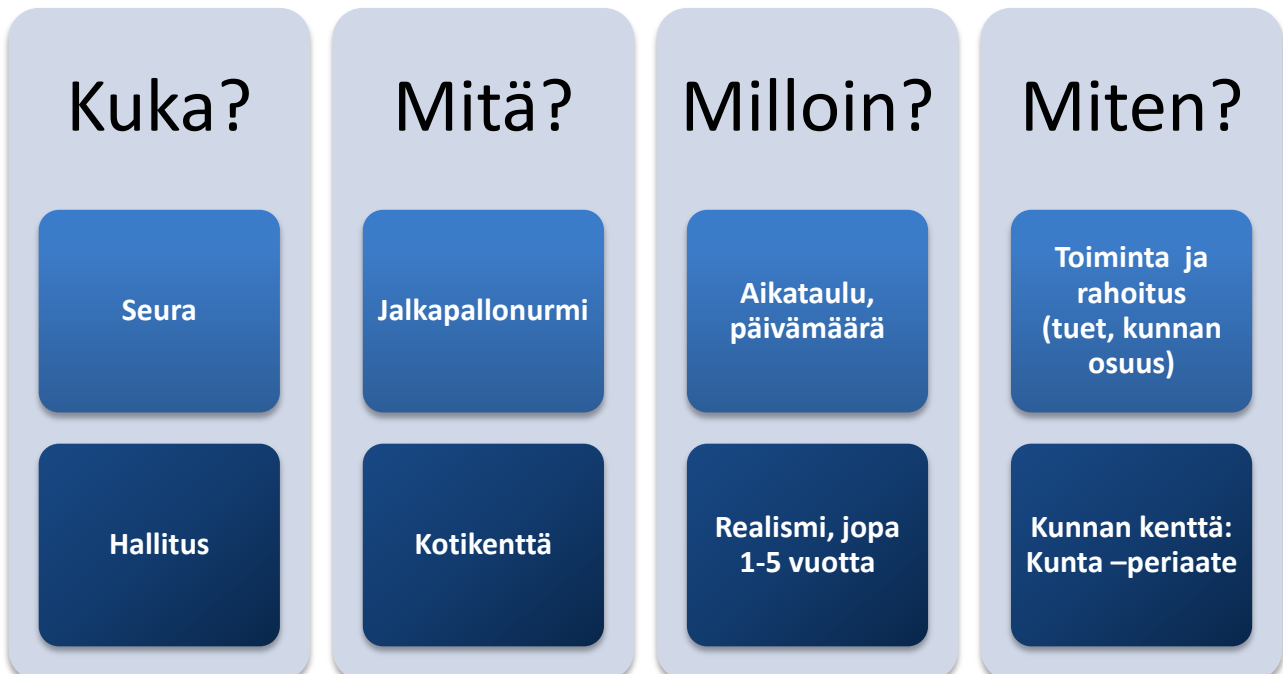 Kuka?
Seura
Hallitus
Mitä?
Jalkapallonurmi
Kotikenttä
Milloin?
Aikataulu,
päivämäärä
Realismi, jopa
1-5 vuotta
Miten?
Toiminta ja
rahoitus
(tuet, kunnan
osuus)
Kunnan kenttä:
Kunta –periaate